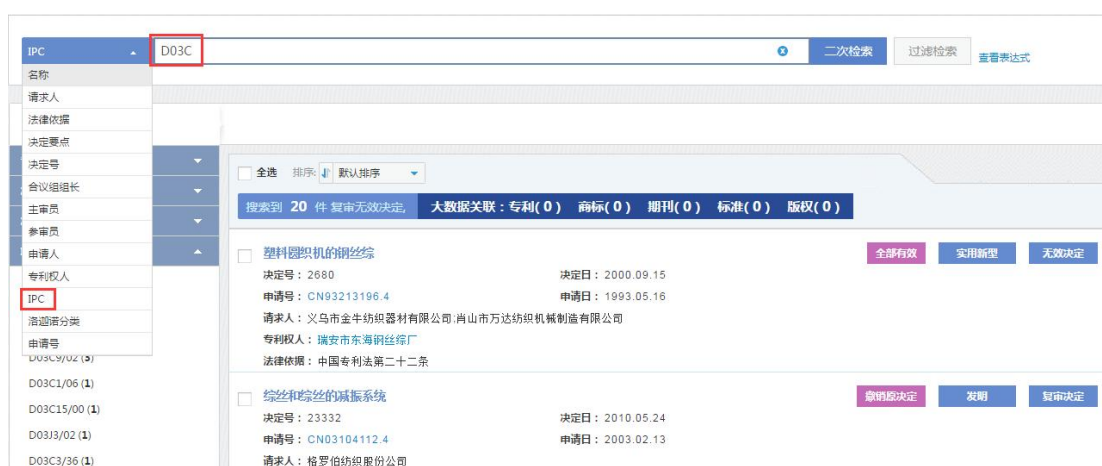 IPC D03C 二次检索 过滤检索 查看表达式
名称
请求人
法律依据
决定要点
决定号
合议组组长
主审员
参审员
申请人
专利权人
IPC
洛迦诺分类
申请号
D03C9/02 (3)
D03C1/06 (1)
D03C15/00 (1)
D03J3/02 (1)
D03C3/36 (1)
全选 排序: 默认排序
搜索到 20 件 复审无效决定, 大数据关联：专利( 0 ) 商标( 0 ) 期刊( 0 ) 标准( 0 ) 版权( 0 )
塑料圆织机的钢丝综 全部有效 实用新型 无效决定
决定号： 2680 决定日： 2000.09.15
申请号： CN93213196.4 申请日： 1993.05.16
请求人： 义乌市金牛纺织器材有限公司;肖山市万达纺织机械制造有限公司
专利权人： 瑞安市东海钢丝综厂
法律依据： 中国专利法第二十二条
综丝和综丝的减振系统 撤销原决定 发明 复审决定
决定号： 23332 决定日： 2010.05.24
申请号： CN03104112.4 申请日： 2003.02.13
请求人： 格罗伯纺织股份公司